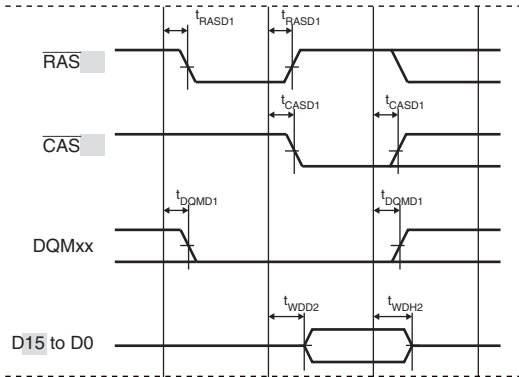 tRASD1 tRASD1
RAS
tCASD1 tCASD1
CAS
tDQMD1 tDQMD1
DQMxx
tWDD2 tWDH2
D15 to D0